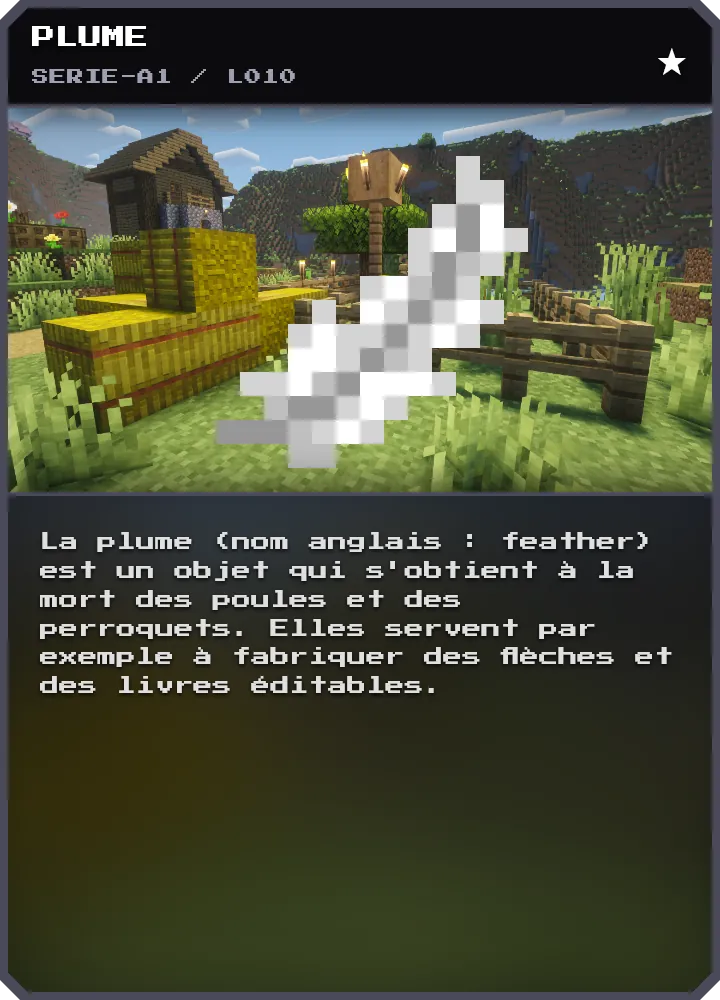 PLUME
SERIE-A1 / L010
La plume (nom anglais : feather)
est un objet qui s'obtient à la
mort des poules et des
perroquets. Elles servent par
exemple à fabriquer des flèches et
des livres éditables.